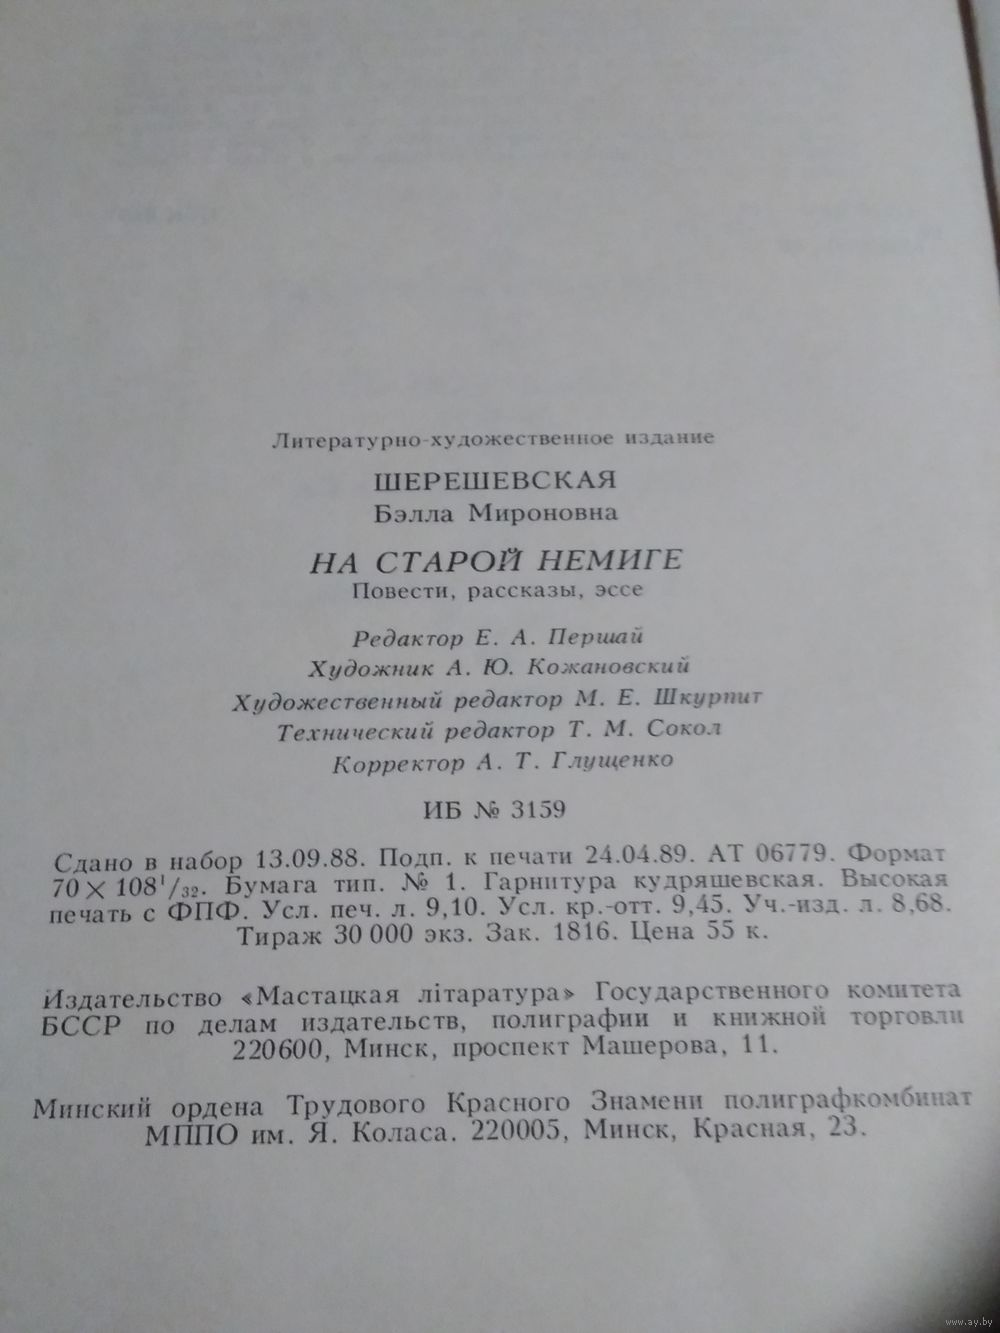 Литературно-художественное издание
ШЕРЕШЕВСКАЯ
Бэлла Мироновна
НА СТАРОЙ НЕМИГЕ
Повести, рассказы, эссе
Редактор Е. А. Першай
Художник А. Ю. Кожановский
Художественный редактор М. Е. Шкурпит
Технический редактор Т. М. Сокол
Корректор А. Т. Глущенко
ИБ № 3159
Сдано в набор 13.09.88. Подп. к печати 24.04.89. АТ 06779. Формат
70×108¹/₃₂. Бумага тип. № 1. Гарнитура кудряшевская. Высокая
печать с ФПФ. Усл. печ. л. 9,10. Усл. кр.-отт. 9,45. Уч.-изд. л. 8,68.
Тираж 30 000 экз. Зак. 1816. Цена 55 к.
Издательство «Мастацкая літаратура» Государственного комитета
БССР по делам издательств, полиграфии и книжной торговли
220600, Минск, проспект Машерова, 11.
Минский ордена Трудового Красного Знамени полиграфкомбинат
МППО им. Я. Коласа. 220005, Минск, Красная, 23.
www.ay.by